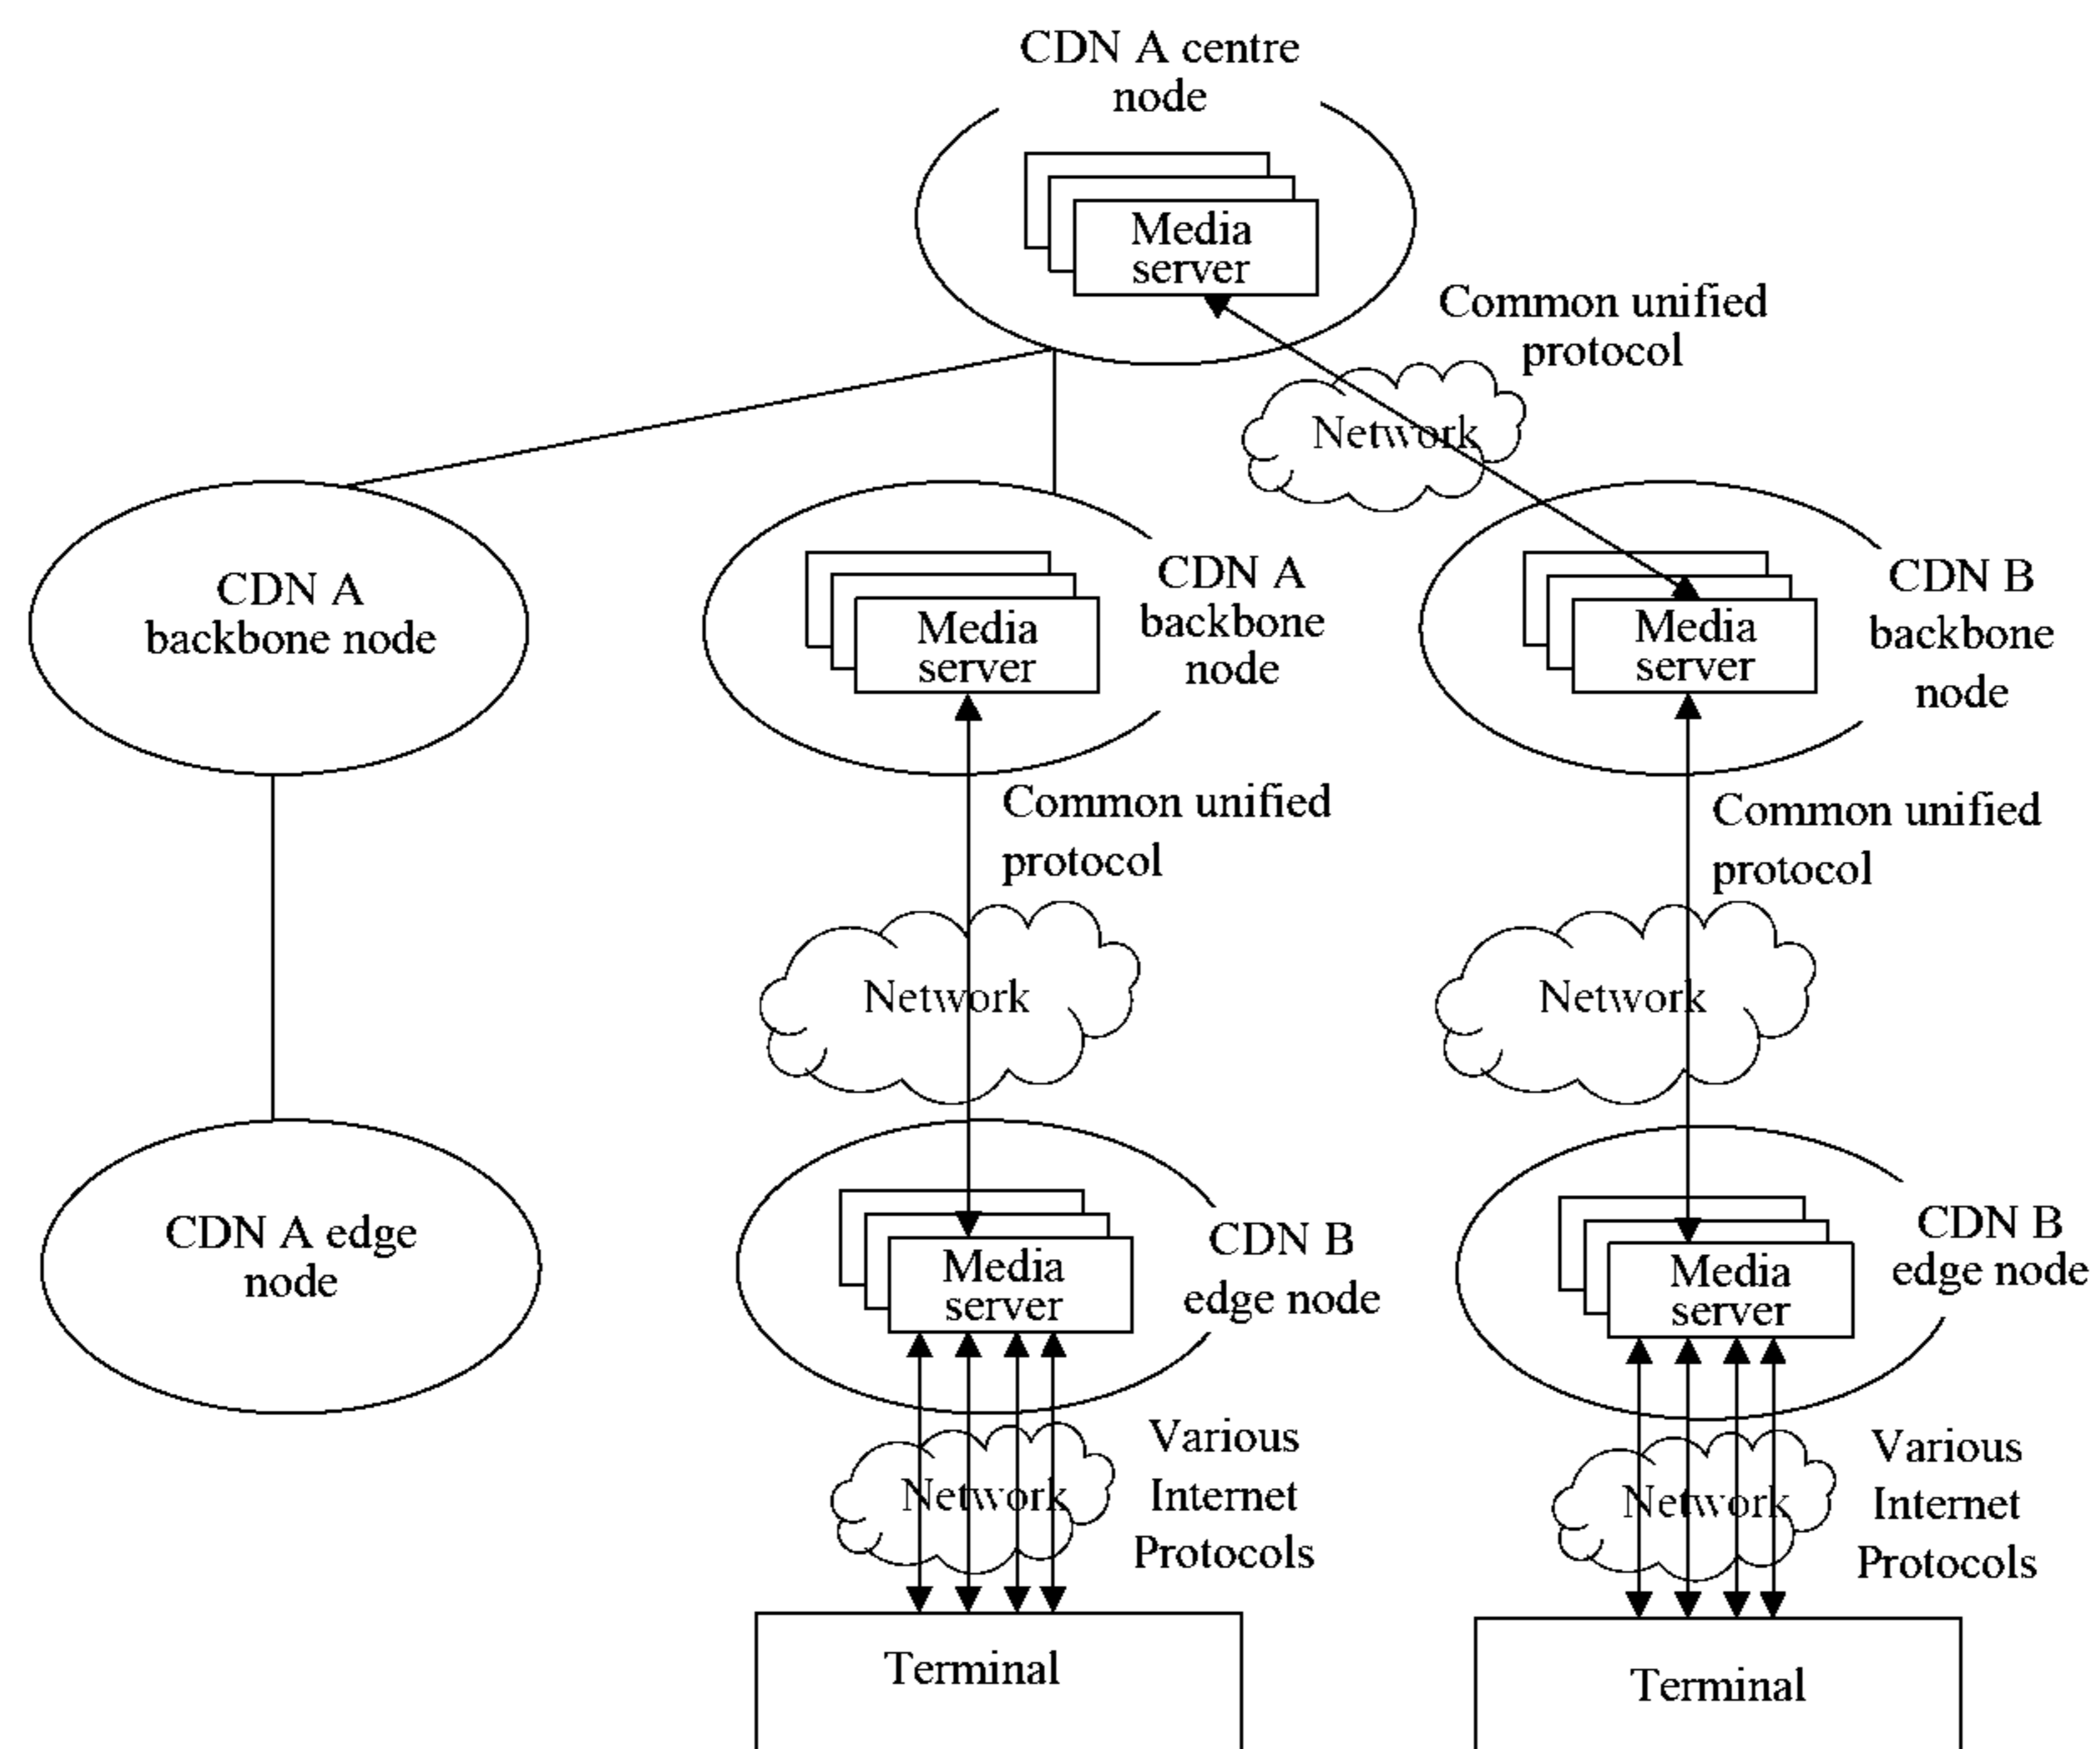 CDN A centre
node
Media
server
Common unified
protocol
Network
CDN A
backbone node
Media
server
CDN A
backbone
node
Media
server
CDN B
backbone
node
Common unified
protocol
Common unified
protocol
Network
Network
CDN A edge
node
Media
server
CDN B
edge node
Media
server
CDN B
edge node
Network
Various
Internet
Protocols
Network
Various
Internet
Protocols
Terminal
Terminal